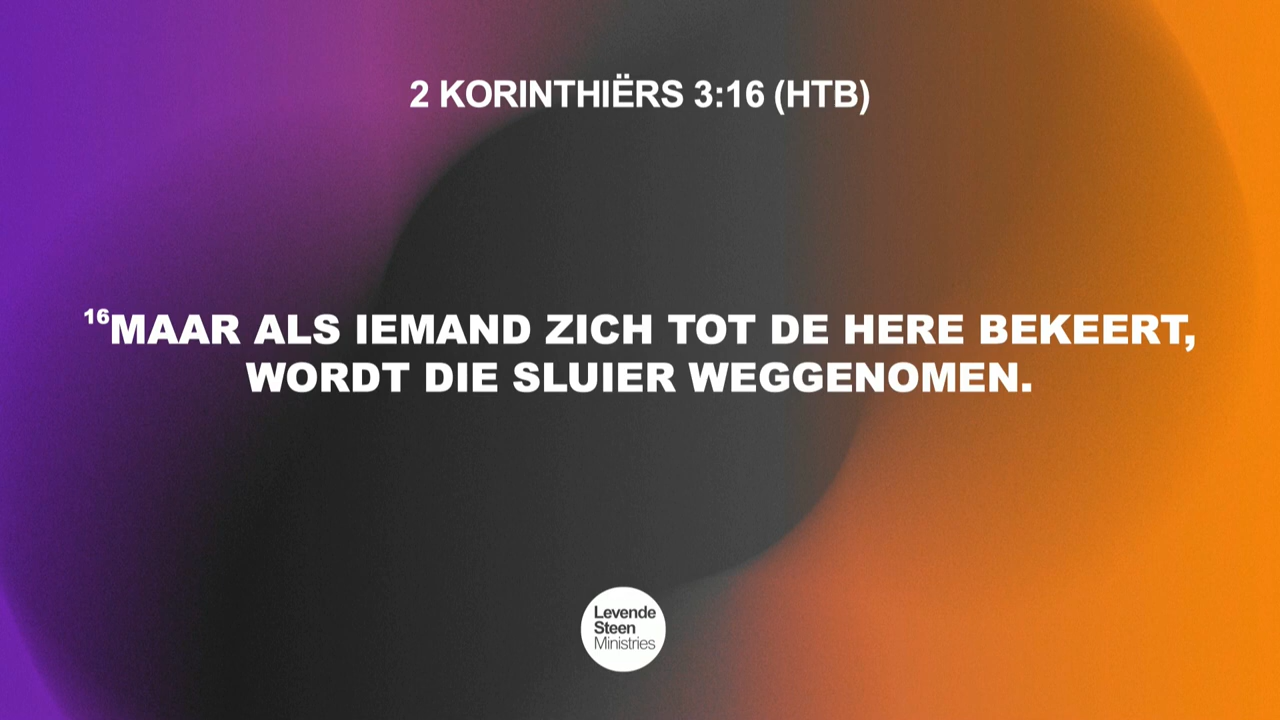 2 KORINTHIËRS 3:16 (HTB)
¹⁶MAAR ALS IEMAND ZICH TOT DE HERE BEKEERT,
WORDT DIE SLUIER WEGGENOMEN.
Levende
Steen
Ministries